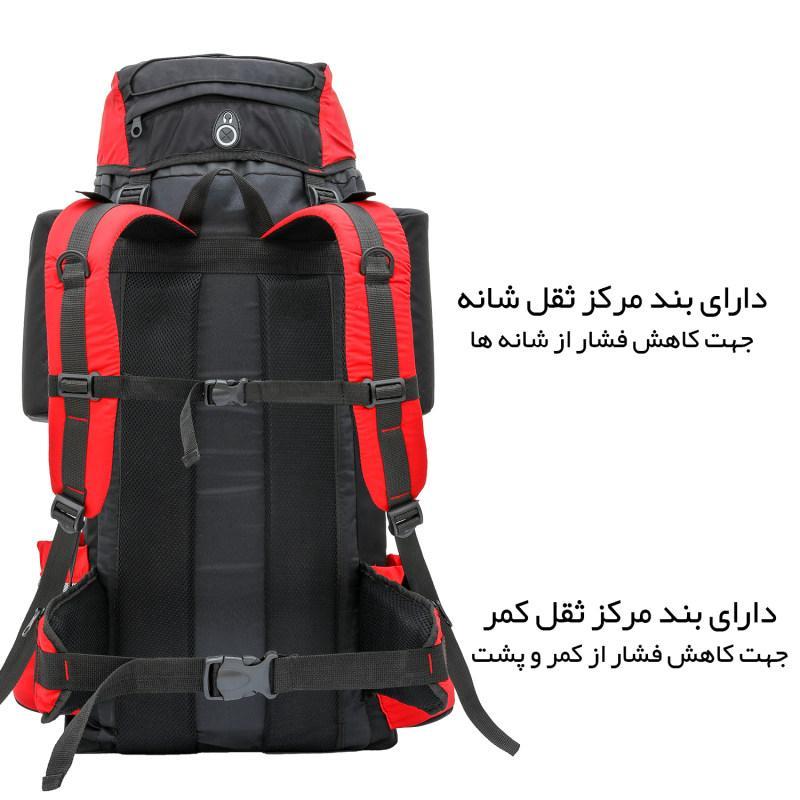 دارای بند مرکز ثقل شانه
جهت کاهش فشار از شانه ها
دارای بند مرکز ثقل کمر
جهت کاهش فشار از کمر و پشت